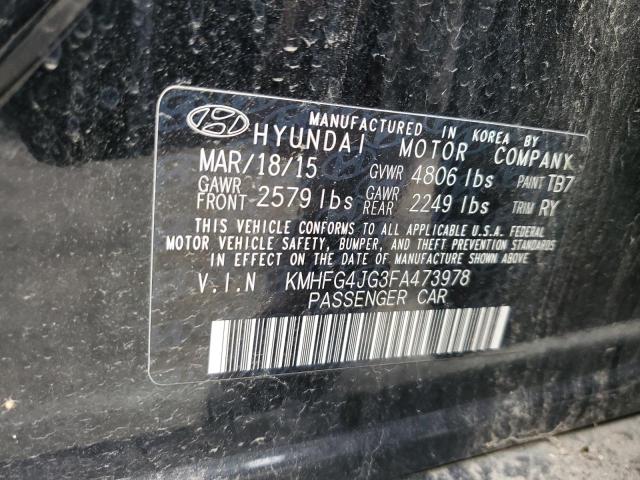 MANUFACTURED IN KOREA BY
HYUNDAI MOTOR COMPANY
MAR/18/15 GVWR 4806 lbs PAINT TB7
GAWR FRONT 2579 lbs GAWR REAR 2249 lbs TRIM RY
THIS VEHICLE CONFORMS TO ALL APPLICABLE U.S.A. FEDERAL
MOTOR VEHICLE SAFETY, BUMPER, AND THEFT PREVENTION STANDARDS
IN EFFECT ON THE DATE OF MANUFACTURE SHOWN ABOVE.
V.I.N KMHFG4JG3FA473978
PASSENGER CAR